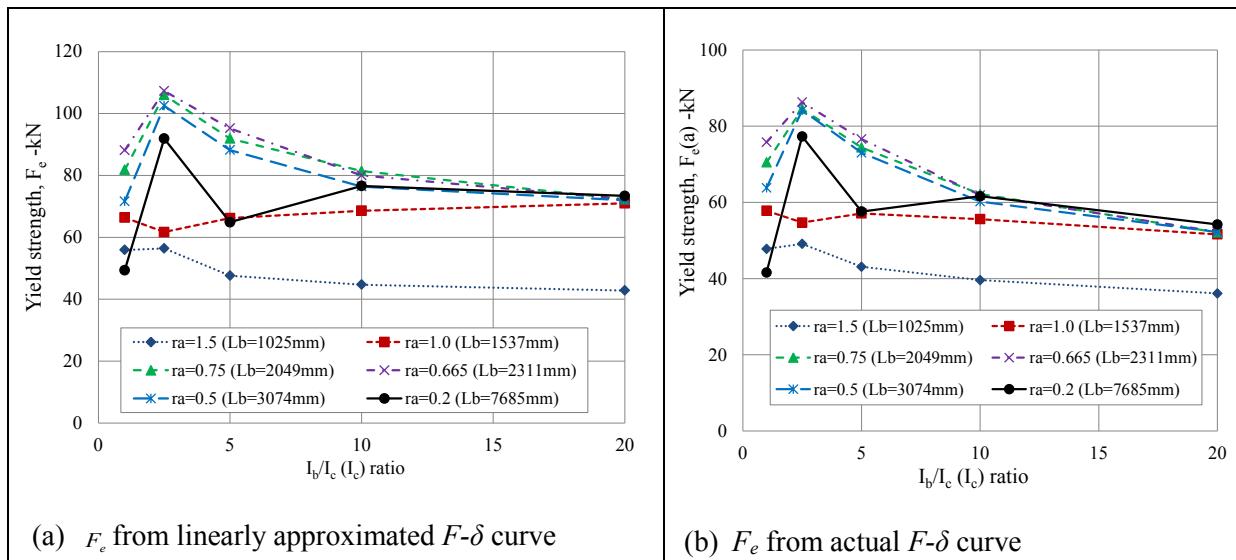 120
100
80
60
40
20
0
0 5 10 15 20
Yield strength, Fe -kN
Ib/Ic (Ic) ratio
ra=1.5 (Lb=1025mm) ra=1.0 (Lb=1537mm)
ra=0.75 (Lb=2049mm) ra=0.665 (Lb=2311mm)
ra=0.5 (Lb=3074mm) ra=0.2 (Lb=7685mm)
(a) Fe from linearly approximated F-δ curve
100
80
60
40
20
0
0 5 10 15 20
Yield strength, Fe(a) -kN
Ib/Ic (Ic) ratio
ra=1.5 (Lb=1025mm) ra=1.0 (Lb=1537mm)
ra=0.75 (Lb=2049mm) ra=0.665 (Lb=2311mm)
ra=0.5 (Lb=3074mm) ra=0.2 (Lb=7685mm)
(b) Fe from actual F-δ curve